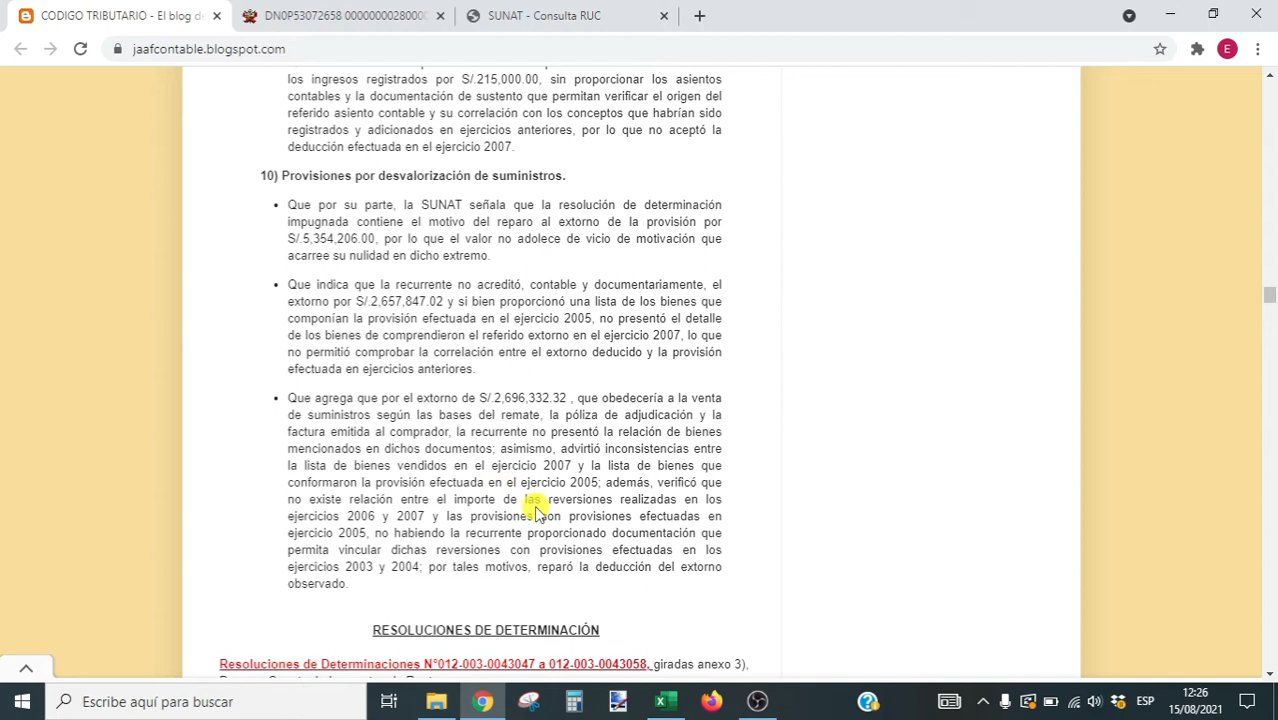 CODIGO TRIBUTARIO - El blog de
DN0P53072658 00000000280000
SUNAT - Consulta RUC
jaafcontable.blogspot.com
E
los ingresos registrados por S/.215,000.00, sin proporcionar los asientos
contables y la documentación de sustento que permitan verificar el origen del
referido asiento contable y su correlación con los conceptos que habrían sido
registrados y adicionados en ejercicios anteriores, por lo que no aceptó la
deducción efectuada en el ejercicio 2007.
10) Provisiones por desvalorización de suministros.
• Que por su parte, la SUNAT señala que la resolución de determinación
impugnada contiene el motivo del reparo al extorno de la provisión por
S/.5,354,206.00, por lo que el valor no adolece de vicio de motivación que
acarree su nulidad en dicho extremo.
• Que indica que la recurrente no acreditó, contable y documentariamente, el
extorno por S/.2,657,847.02 y si bien proporcionó una lista de los bienes que
componían la provisión efectuada en el ejercicio 2005, no presentó el detalle
de los bienes de comprendieron el referido extorno en el ejercicio 2007, lo que
no permitió comprobar la correlación entre el extorno deducido y la provisión
efectuada en ejercicios anteriores.
• Que agrega que por el extorno de S/.2,696,332.32 , que obedecería a la venta
de suministros según las bases del remate, la póliza de adjudicación y la
factura emitida al comprador, la recurrente no presentó la relación de bienes
mencionados en dichos documentos; asimismo, advirtió inconsistencias entre
la lista de bienes vendidos en el ejercicio 2007 y la lista de bienes que
conformaron la provisión efectuada en el ejercicio 2005; además, verificó que
no existe relación entre el importe de las reversiones realizadas en los
ejercicios 2006 y 2007 y las provisiones son provisiones efectuadas en
ejercicio 2005, no habiendo la recurrente proporcionado documentación que
permita vincular dichas reversiones con provisiones efectuadas en los
ejercicios 2003 y 2004; por tales motivos, reparó la deducción del extorno
observado.
RESOLUCIONES DE DETERMINACIÓN
Resoluciones de Determinaciones N°012-003-0043047 a 012-003-0043058, giradas anexo 3),
Escribe aquí para buscar
ESP
12:26
15/08/2021